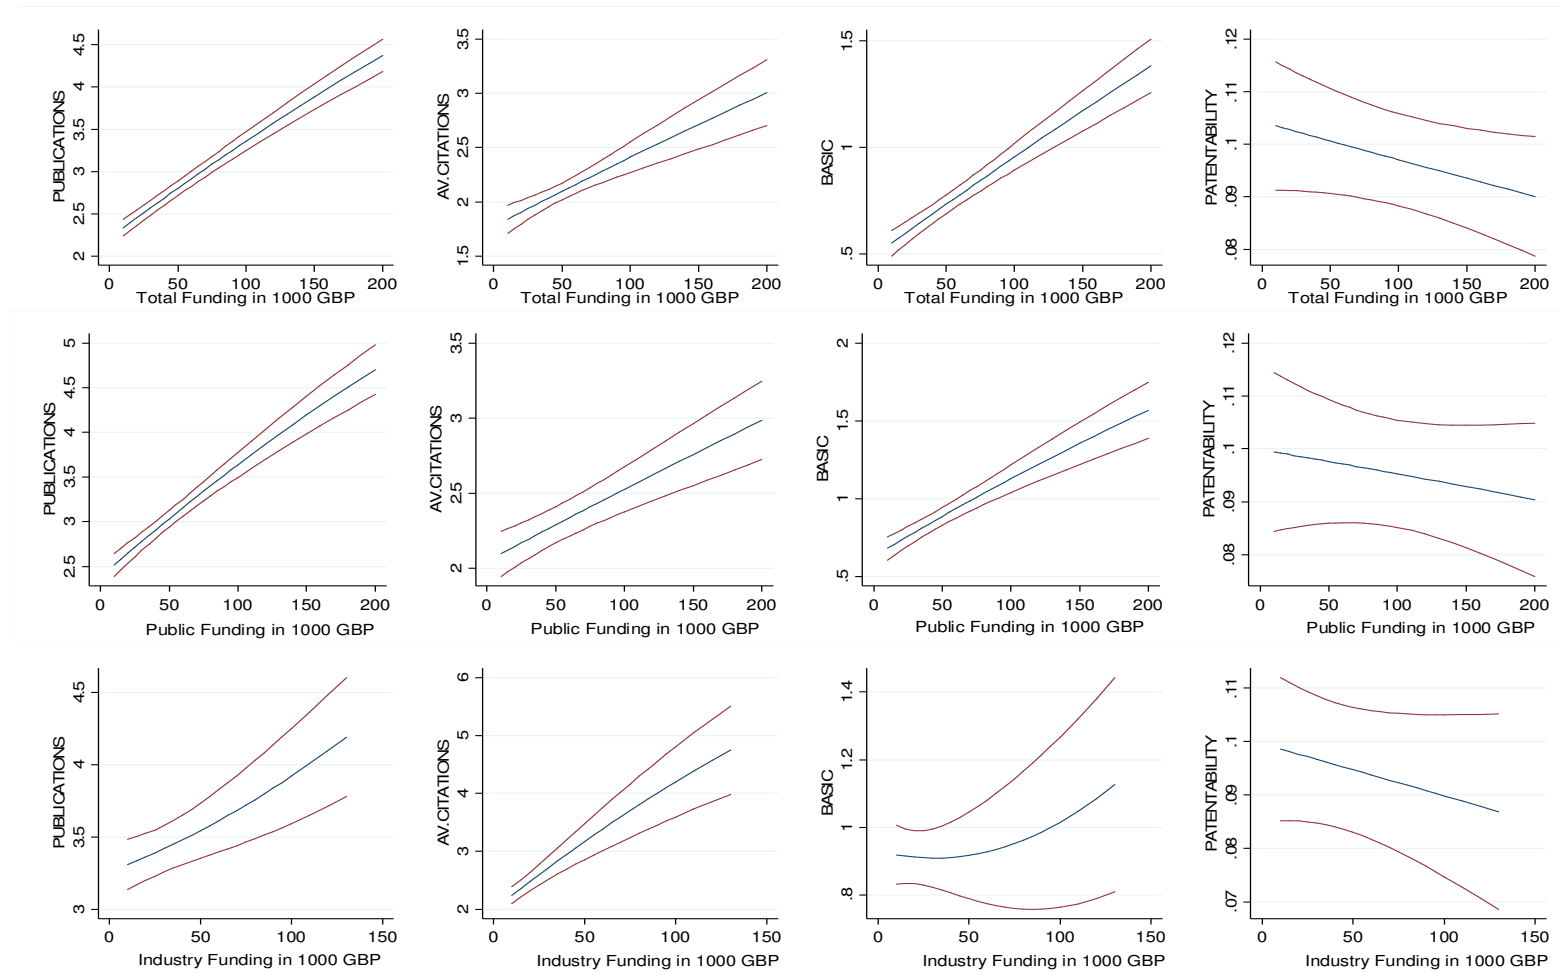 PUBLICATIONS
4.5
4
3.5
3
2.5
2
0 50 100 150 200
Total Funding in 1000 GBP
AV.CITATIONS
3.5
3
2.5
2
1.5
0 50 100 150 200
Total Funding in 1000 GBP
BASIC
1.5
1
.5
0 50 100 150 200
Total Funding in 1000 GBP
PATENTABILITY
.12
.11
.1
.09
.08
0 50 100 150 200
Total Funding in 1000 GBP
PUBLICATIONS
5
4.5
4
3.5
3
2.5
0 50 100 150 200
Public Funding in 1000 GBP
AV.CITATIONS
3.5
3
2.5
2
0 50 100 150 200
Public Funding in 1000 GBP
BASIC
2
1.5
1
.5
0 50 100 150 200
Public Funding in 1000 GBP
PATENTABILITY
.12
.11
.1
.09
.08
0 50 100 150 200
Public Funding in 1000 GBP
PUBLICATIONS
4.5
4
3.5
3
0 50 100 150
Industry Funding in 1000 GBP
AV.CITATIONS
6
5
4
3
2
0 50 100 150
Industry Funding in 1000 GBP
BASIC
1.4
1.2
1
.8
0 50 100 150
Industry Funding in 1000 GBP
PATENTABILITY
.11
.1
.09
.08
.07
0 50 100 150
Industry Funding in 1000 GBP